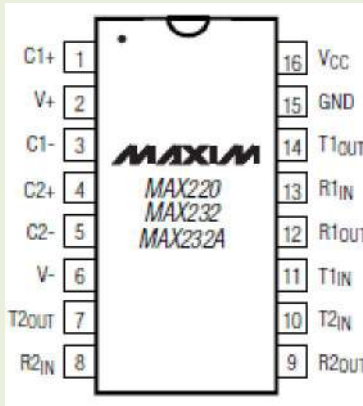 C1+ 1
V+ 2
C1- 3
C2+ 4
C2- 5
V- 6
T2OUT 7
R2IN 8
MAXIM
MAX220
MAX232
MAX232A
16 VCC
15 GND
14 T1OUT
13 R1IN
12 R1OUT
11 T1IN
10 T2IN
9 R2OUT